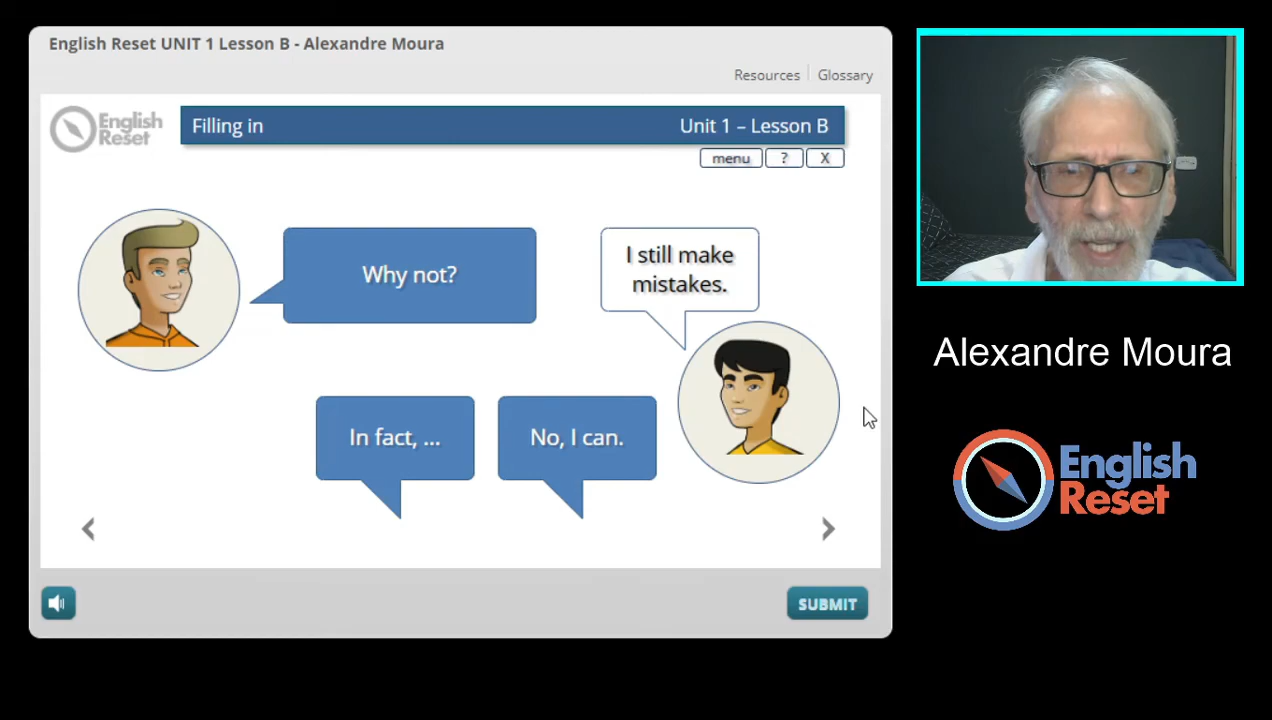 English Reset UNIT 1 Lesson B - Alexandre Moura
Resources
Glossary
English
Reset
Filling in
Unit 1 – Lesson B
menu
?
X
Why not?
I still make
mistakes.
In fact, ...
No, I can.
SUBMIT
Alexandre Moura
English
Reset